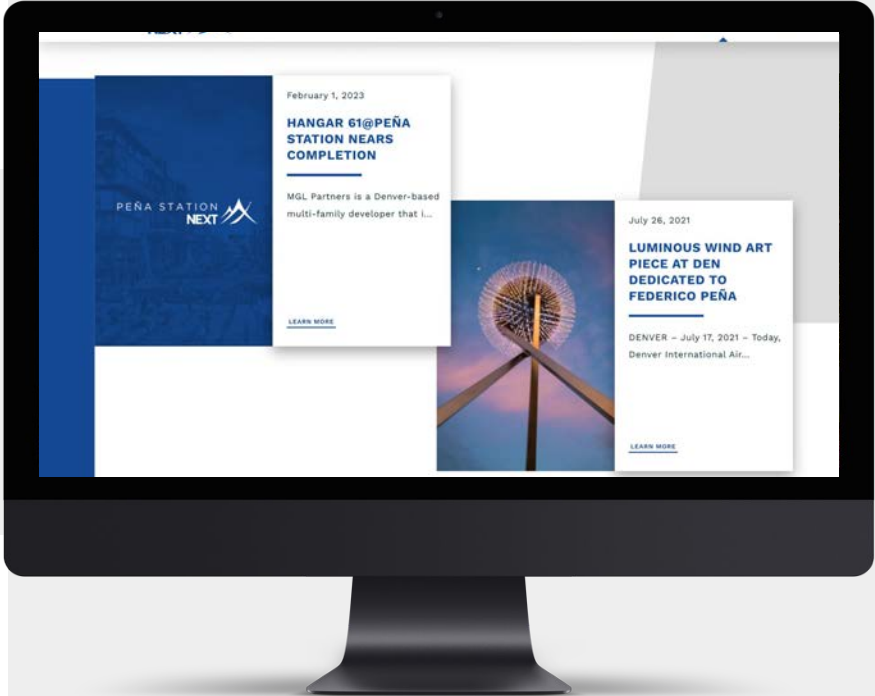 PEÑA STATION
NEXT
February 1, 2023
HANGAR 61@PEÑA
STATION NEARS
COMPLETION
MGL Partners is a Denver-based
multi-family developer that i...
LEARN MORE
July 26, 2021
LUMINOUS WIND ART
PIECE AT DEN
DEDICATED TO
FEDERICO PEÑA
DENVER – July 17, 2021 – Today,
Denver International Air...
LEARN MORE